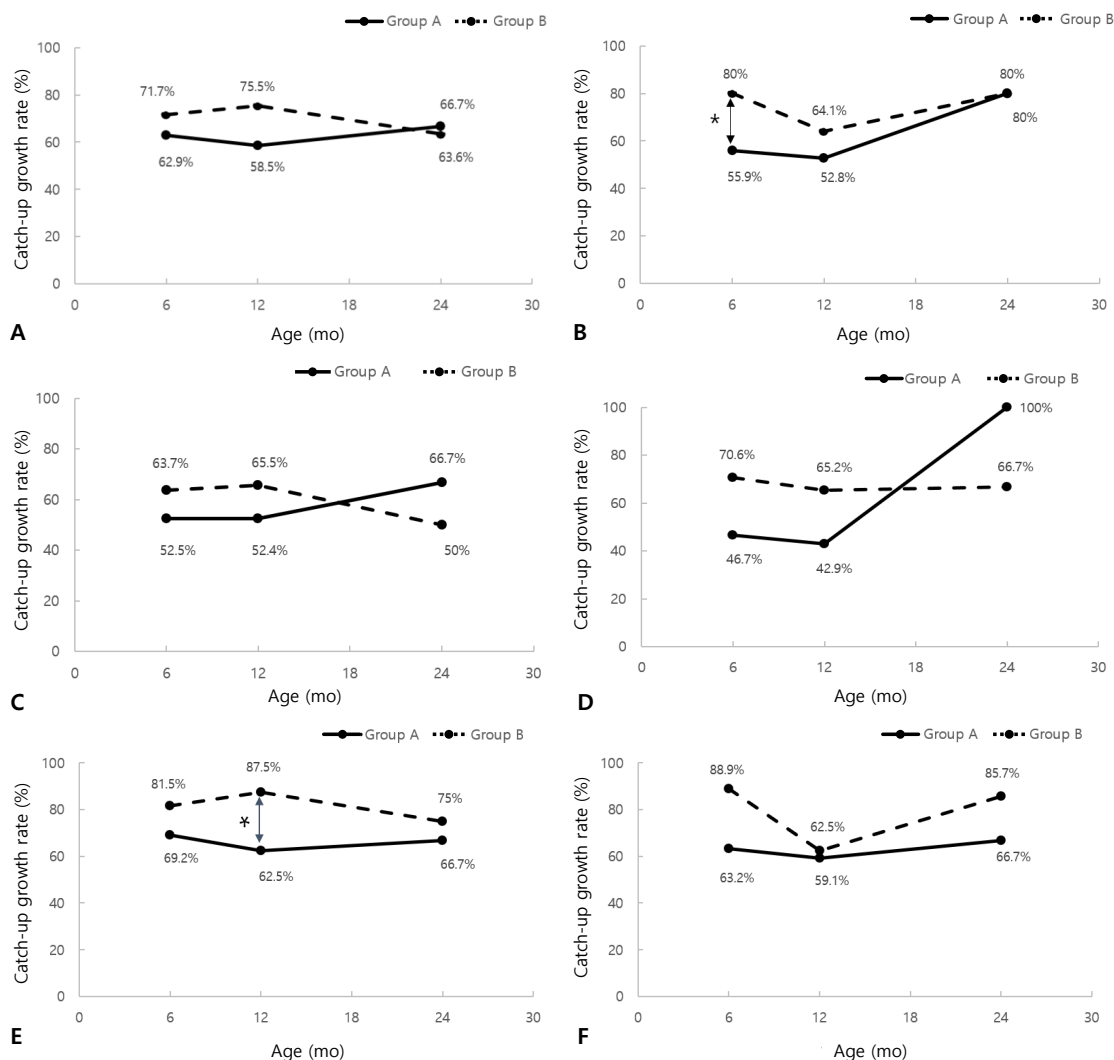 Group A Group B
Catch-up growth rate (%)
100
80
60
40
20
0
71.7%
75.5%
66.7%
62.9%
58.5%
63.6%
0 6 12 18 24 30
Age (mo)
A
Group A Group B
Catch-up growth rate (%)
100
80
60
40
20
0
80%
64.1%
80%
*
55.9%
52.8%
80%
0 6 12 18 24 30
Age (mo)
B
Group A Group B
Catch-up growth rate (%)
100
80
60
40
20
0
63.7%
65.5%
66.7%
52.5%
52.4%
50%
0 6 12 18 24 30
Age (mo)
C
Group A Group B
Catch-up growth rate (%)
100
80
60
40
20
0
100%
70.6%
65.2%
66.7%
46.7%
42.9%
0 6 12 18 24 30
Age (mo)
D
Group A Group B
Catch-up growth rate (%)
100
80
60
40
20
0
81.5%
87.5%
75%
*
69.2%
62.5%
66.7%
0 6 12 18 24 30
Age (mo)
E
Group A Group B
Catch-up growth rate (%)
100
80
60
40
20
0
88.9%
62.5%
85.7%
63.2%
59.1%
66.7%
0 6 12 18 24 30
Age (mo)
F